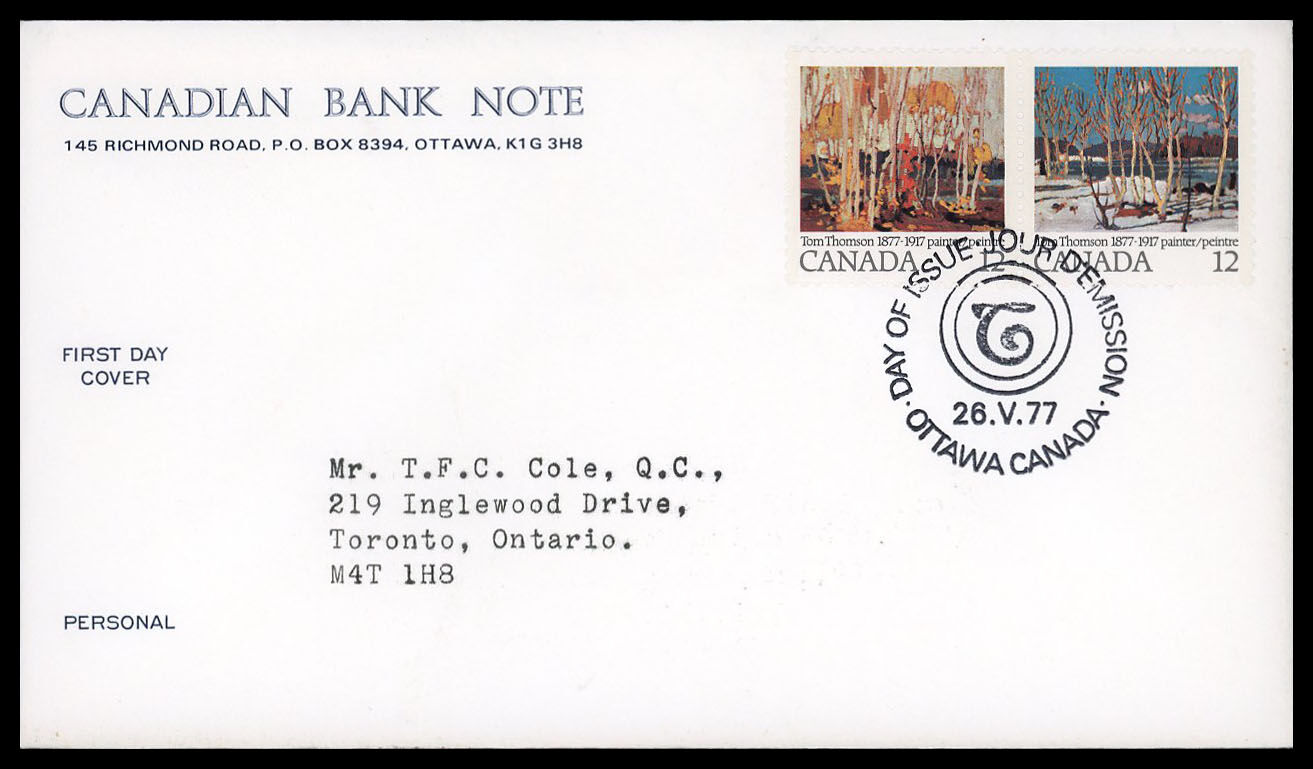 CANADIAN BANK NOTE
145 RICHMOND ROAD, P.O. BOX 8394, OTTAWA, K1G 3H8
Tom Thomson 1877-1917 painter/peintre
CANADA 12
Tom Thomson 1877-1917 painter/peintre
CANADA 12
DAY OF ISSUE · JOUR D'EMISSION ·
26.V.77
OTTAWA CANADA ·
FIRST DAY
COVER
Mr. T.F.C. Cole, Q.C.,
219 Inglewood Drive,
Toronto, Ontario.
M4T 1H8
PERSONAL